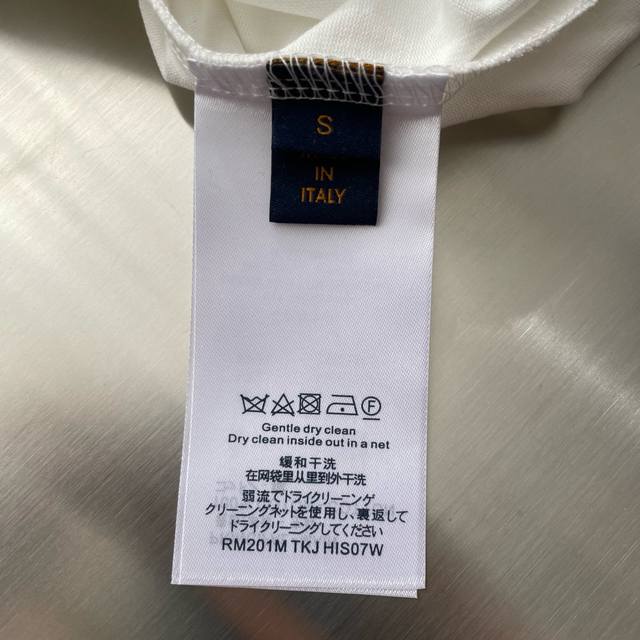 S
IN
ITALY
Gentle dry clean
Dry clean inside out in a net
缓和干洗
在网袋里从里到外干洗
弱流でドライクリーニング
クリーニングネットを使用し、裏返して
ドライクリーニングしてください
RM201M TKJ HIS07W